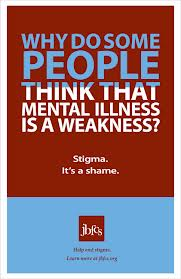 WHY DO SOME
PEOPLE
THINK THAT
MENTAL ILLNESS
IS A WEAKNESS?
Stigma.
It's a shame.
jbfcs
Help end stigma.
Learn more at jbfcs.org